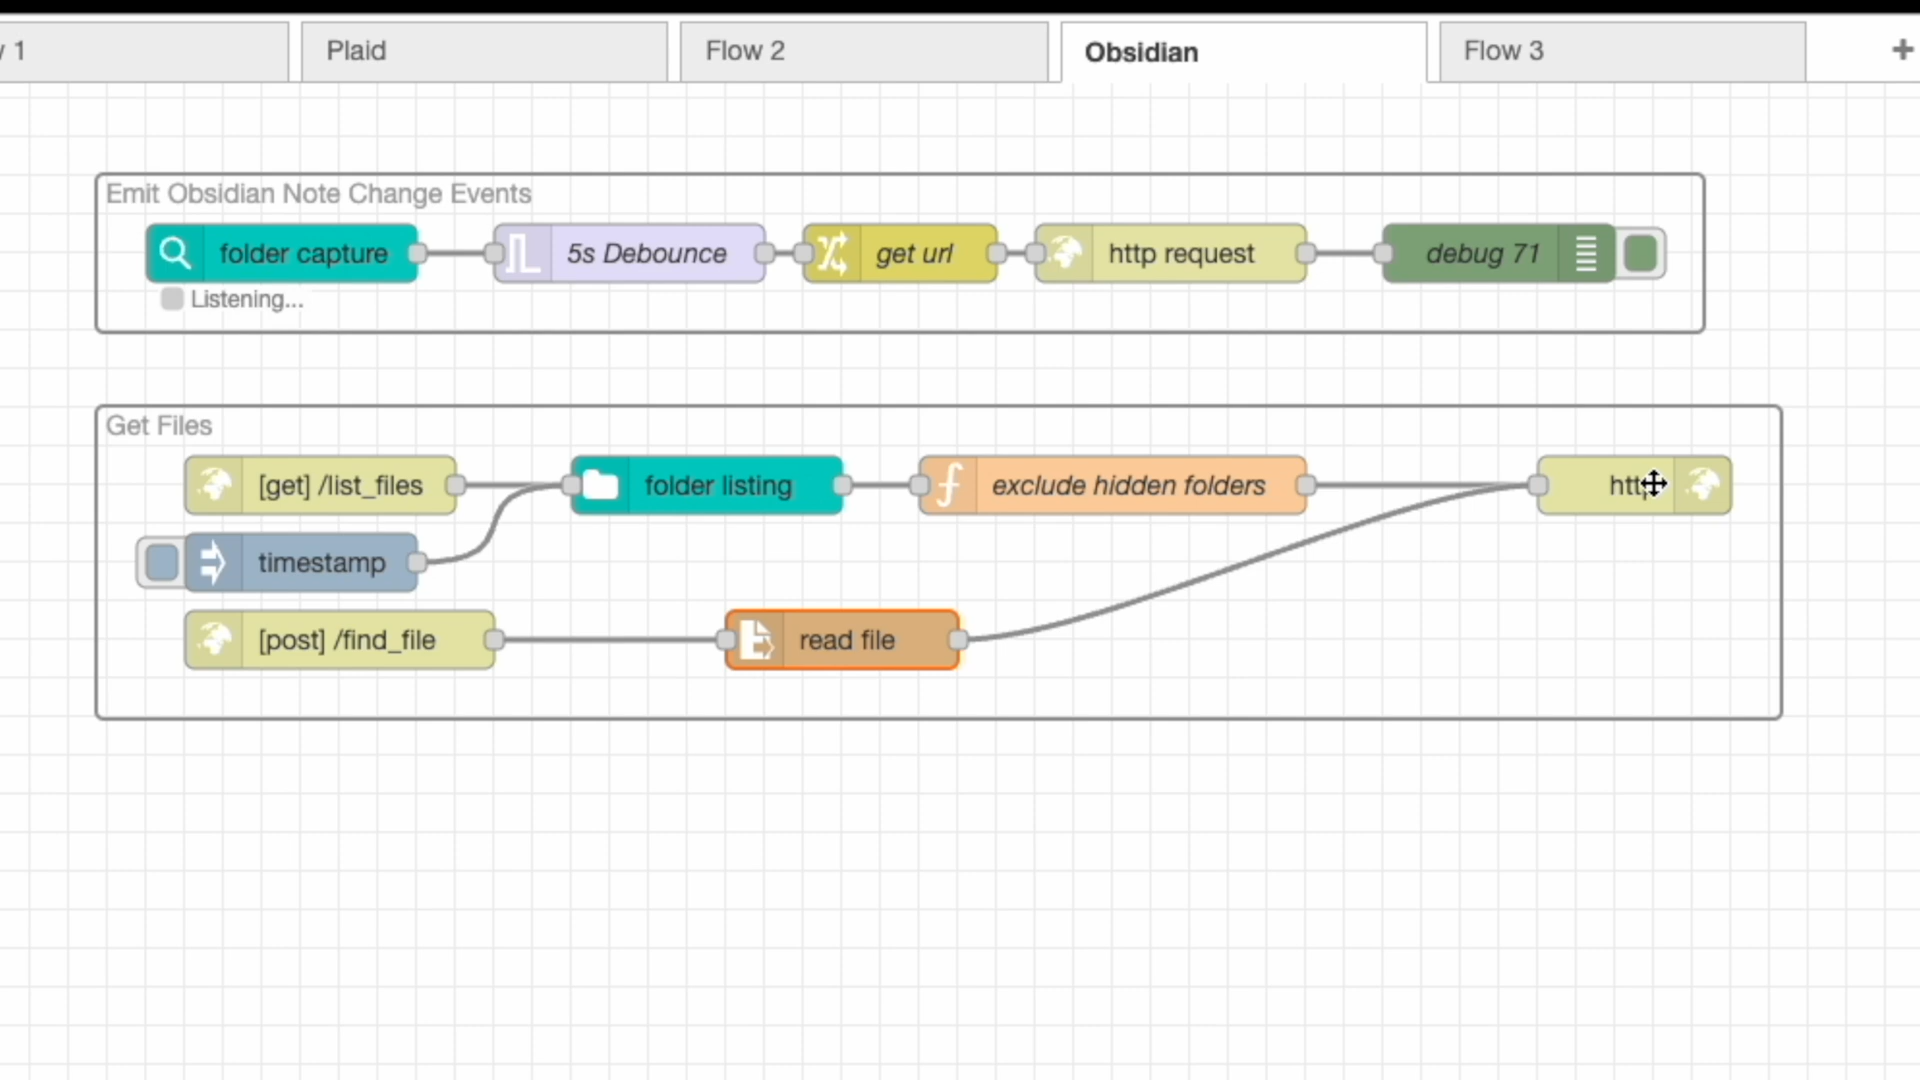 1
Plaid
Flow 2
Obsidian
Flow 3
+
Emit Obsidian Note Change Events
folder capture
5s Debounce
get url
http request
debug 71
Listening...
Get Files
[get] /list_files
folder listing
exclude hidden folders
timestamp
[post] /find_file
read file